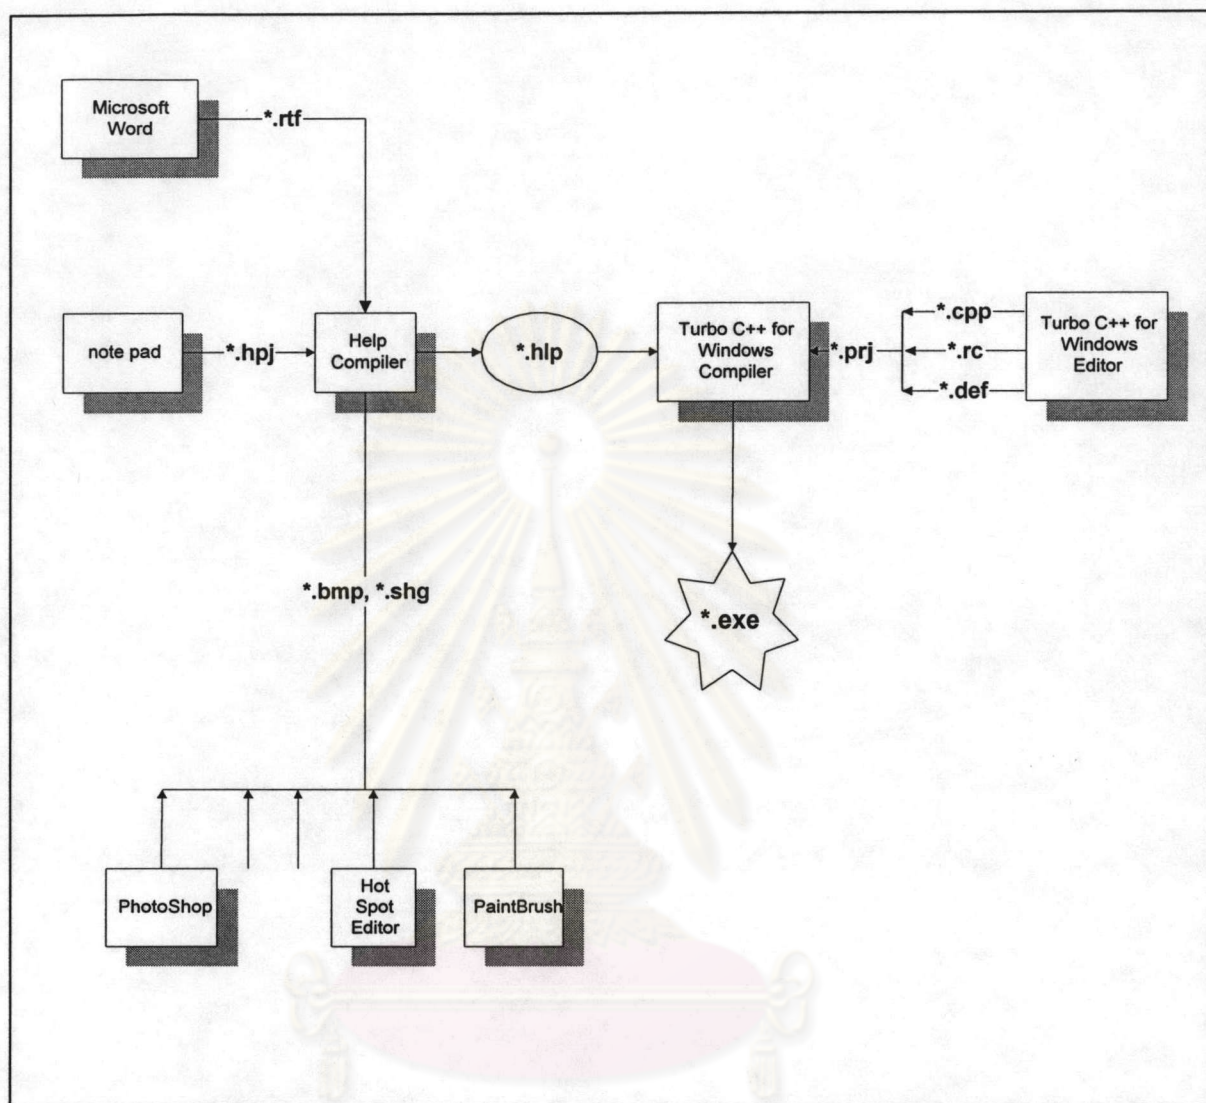 Microsoft
Word
*.rtf
note pad
*.hpj
Help
Compiler
*.hlp
Turbo C++ for
Windows
Compiler
*.prj
*.cpp
*.rc
*.def
Turbo C++ for
Windows
Editor
*.bmp, *.shg
*.exe
PhotoShop
Hot
Spot
Editor
PaintBrush